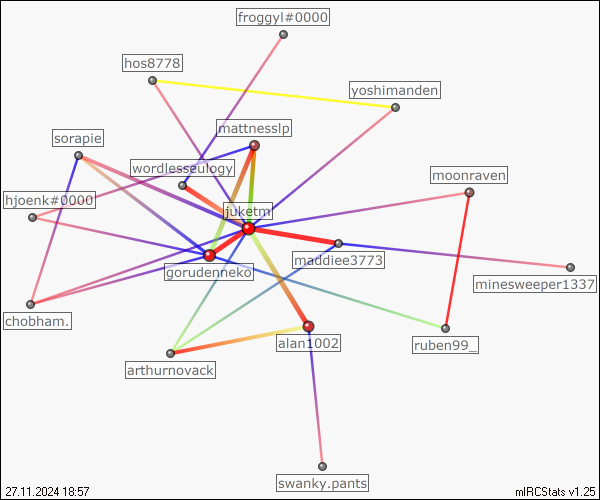 froggyl#0000
hos8778
yoshimanden
mattnesslp
sorapie
wordlesseulogy
moonraven
hjoenk#0000
juketm
maddiee3773
gorudenneko
minesweeper1337
chobham.
alan1002
ruben99_
arthurnovack
swanky.pants
27.11.2024 18:57
mIRCStats v1.25